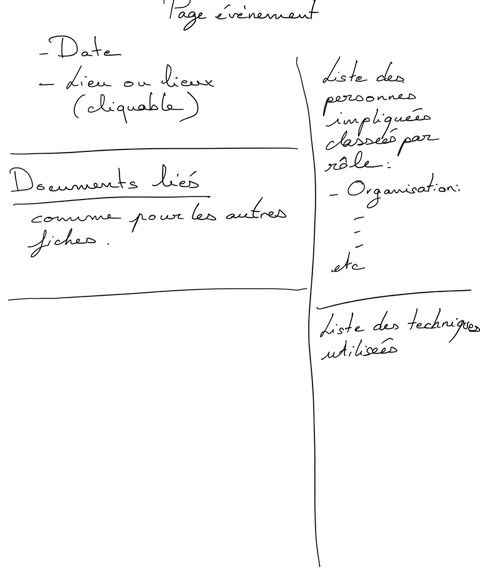 Page événement
- Date
- Lieu ou lieux
(cliquable)
Documents liés
comme pour les autres
fiches.
Liste des
personnes
impliquées
classées par
rôle :
- Organisation:
-
-
-
etc
Liste des techniques
utilisées